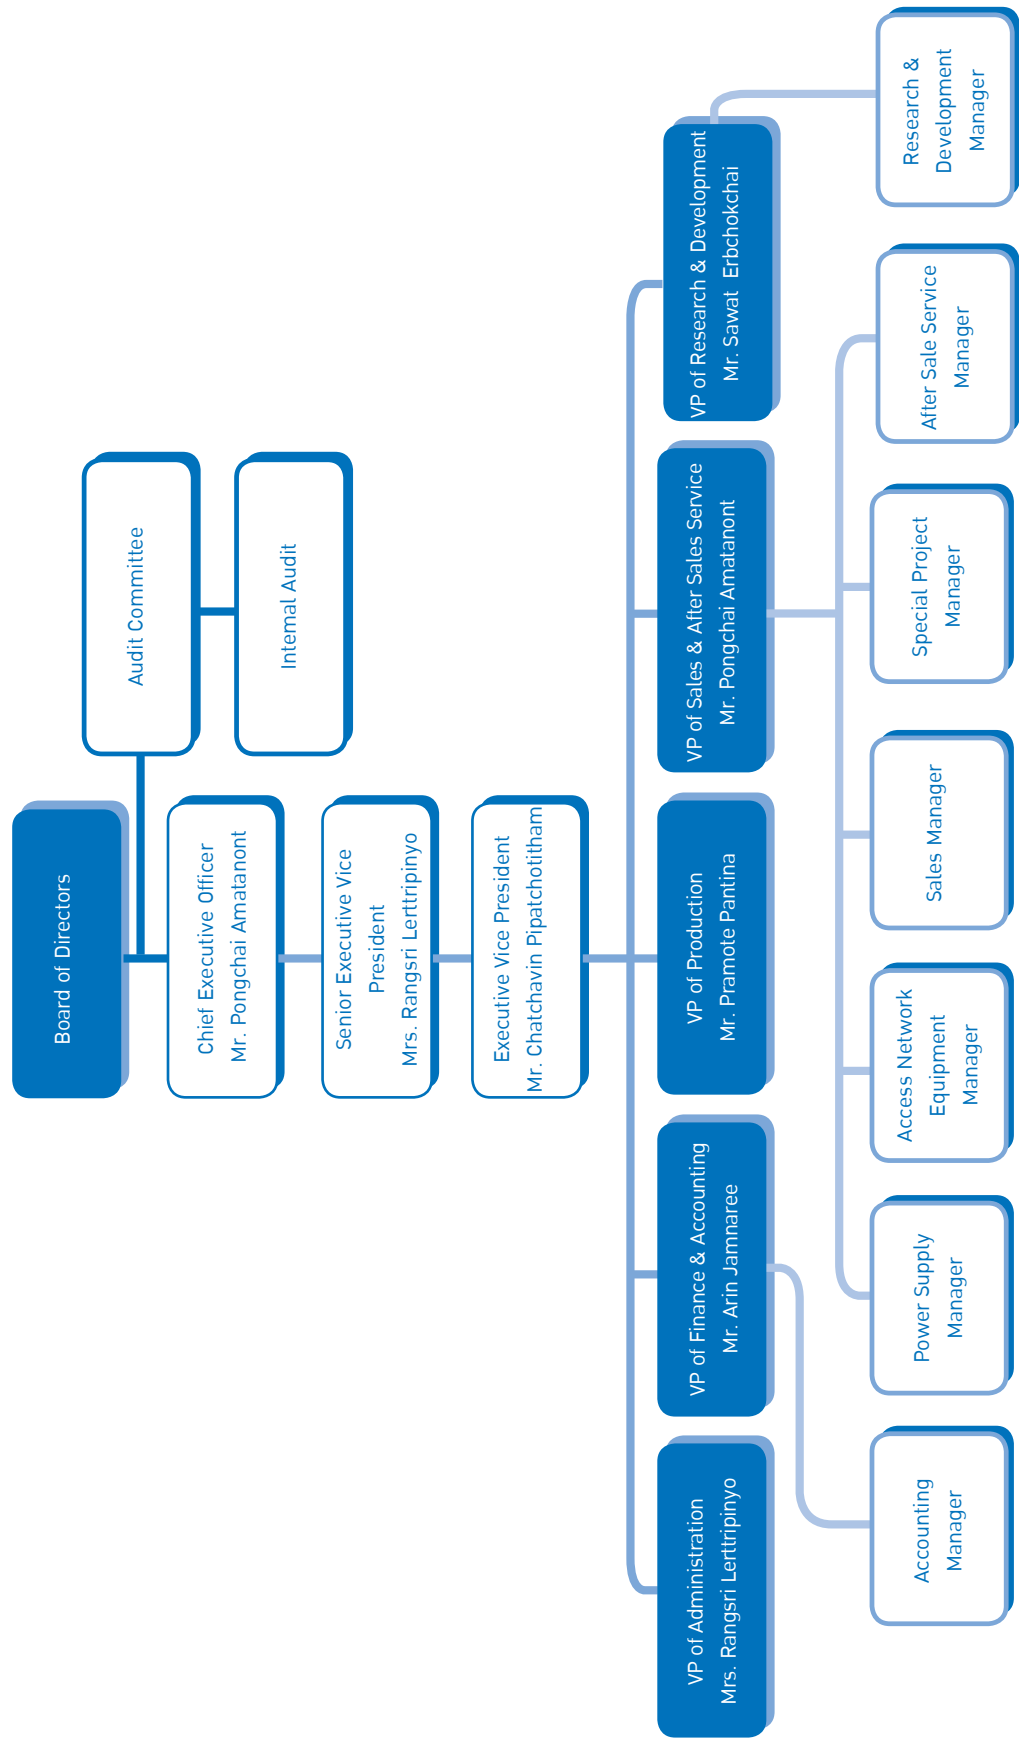 Board of Directors
Audit Committee
Internal Audit
Chief Executive Officer
Mr. Pongchai Amatanont
Senior Executive Vice
President
Mrs. Rangsri Lerttripinyo
Executive Vice President
Mr. Chatchavin Pipatchotitham
VP of Administration
Mrs. Rangsri Lerttripinyo
VP of Finance & Accounting
Mr. Arin Jamnaree
VP of Production
Mr. Pramote Pantina
VP of Sales & After Sales Service
Mr. Pongchai Amatanont
VP of Research & Development
Mr. Sawat Erbchokchai
Accounting
Manager
Power Supply
Manager
Access Network
Equipment
Manager
Sales Manager
Special Project
Manager
After Sale Service
Manager
Research &
Development
Manager